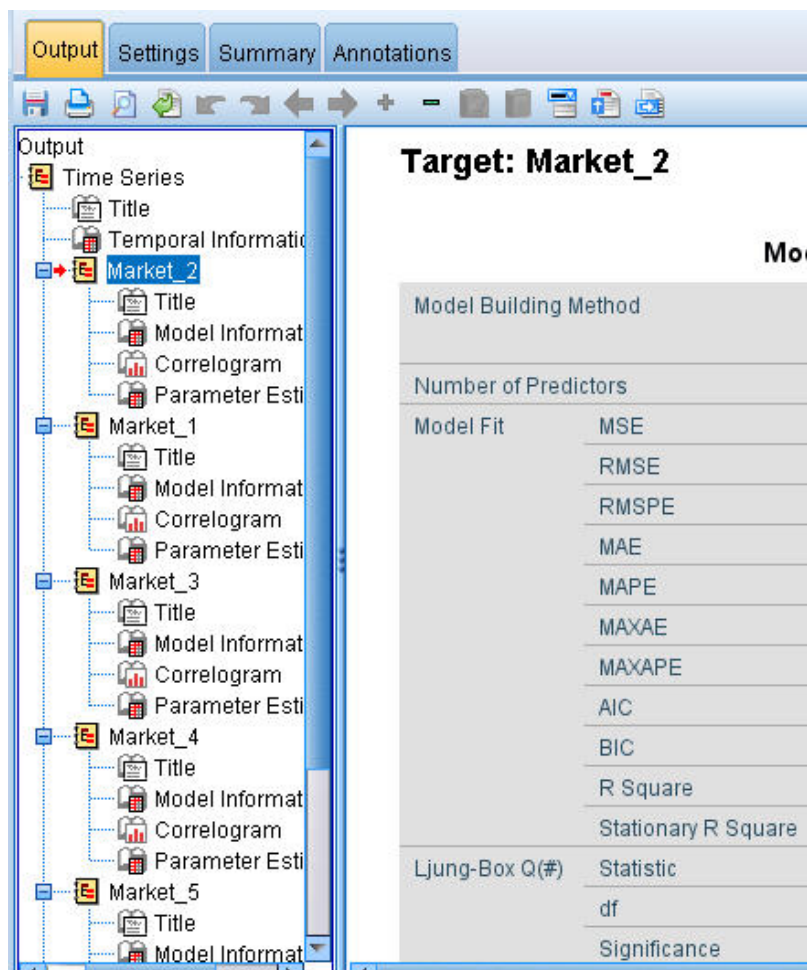 Output Settings Summary Annotations
Output
Time Series
Title
Temporal Informatic
Market_2
Title
Model Informat
Correlogram
Parameter Esti
Market_1
Title
Model Informat
Correlogram
Parameter Esti
Market_3
Title
Model Informat
Correlogram
Parameter Esti
Market_4
Title
Model Informat
Correlogram
Parameter Esti
Market_5
Title
Model Informat
Target: Market_2
Mo
Model Building Method
Number of Predictors
Model Fit MSE
RMSE
RMSPE
MAE
MAPE
MAXAE
MAXAPE
AIC
BIC
R Square
Stationary R Square
Ljung-Box Q(#) Statistic
df
Significance